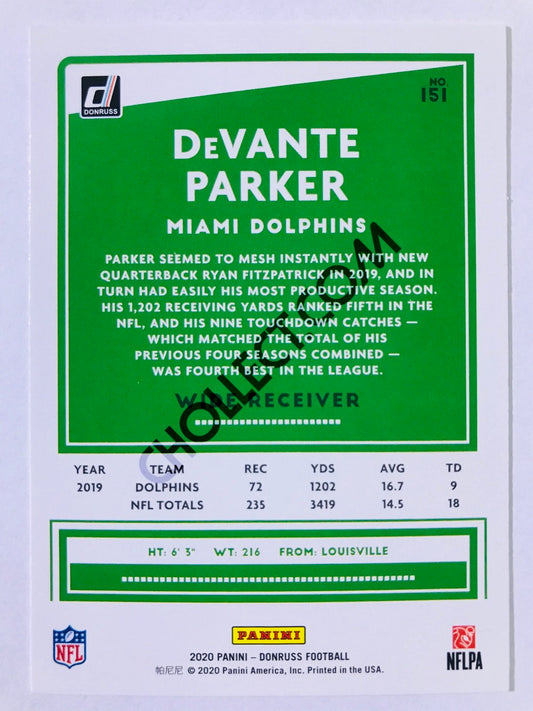 DONRUSS
NO.
151
DeVANTE
PARKER
MIAMI DOLPHINS
PARKER SEEMED TO MESH INSTANTLY WITH NEW
QUARTERBACK RYAN FITZPATRICK IN 2019, AND IN
TURN HAD EASILY HIS MOST PRODUCTIVE SEASON.
HIS 1,202 RECEIVING YARDS RANKED FIFTH IN THE
NFL, AND HIS NINE TOUCHDOWN CATCHES —
WHICH MATCHED THE TOTAL OF HIS
PREVIOUS FOUR SEASONS COMBINED —
WAS FOURTH BEST IN THE LEAGUE.
WIDE RECEIVER
CHOLLECT.COM
YEAR TEAM REC YDS AVG TD
2019 DOLPHINS 72 1202 16.7 9
NFL TOTALS 235 3419 14.5 18
HT: 6' 3" WT: 216 FROM: LOUISVILLE
NFL
PANINI
NFLPA
2020 PANINI – DONRUSS FOOTBALL
帕尼尼 © 2020 Panini America, Inc. Printed in the USA.